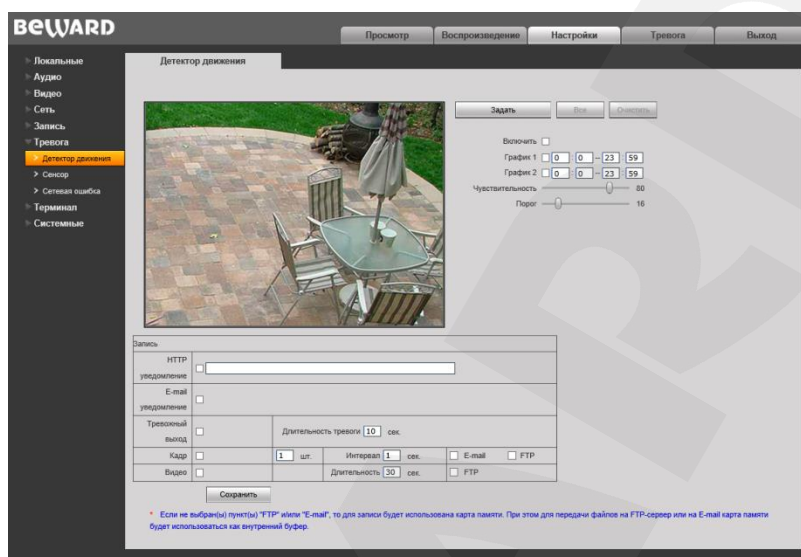 BEWARD
Просмотр Воспроизведение Настройки Тревога Выход
Локальные
Аудио
Видео
Сеть
Запись
Тревога
Детектор движения
Сенсор
Сетевая ошибка
Терминал
Системные
Детектор движения
Задать Все Очистить
Включить
График 1 0 : 0 -- 23 : 59
График 2 0 : 0 -- 23 : 59
Чувствительность 80
Порог 16
Запись
HTTP
уведомление
E-mail
уведомление
Тревожный
выход
Длительность тревоги 10 сек.
Кадр 1 шт. Интервал 1 сек. E-mail FTP
Видео Длительность 30 сек. FTP
Сохранить
* Если не выбран(ы) пункт(ы) "FTP" и/или "E-mail", то для записи будет использована карта памяти. При этом для передачи файлов на FTP-сервер или на E-mail карта памяти
будет использоваться как внутренний буфер.